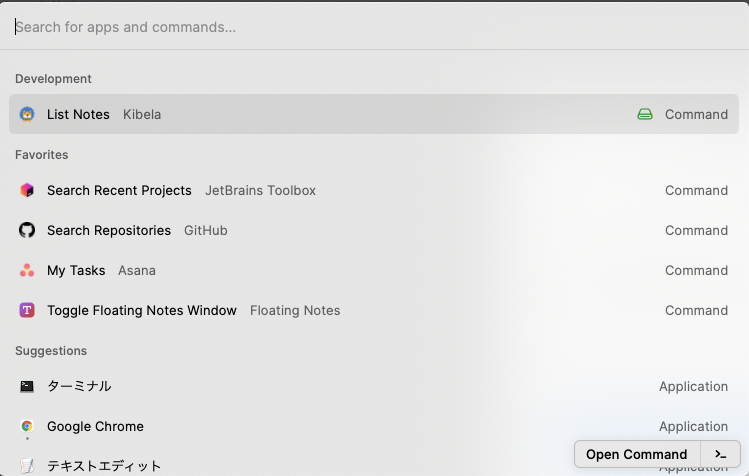 Search for apps and commands...
Development
List Notes Kibela Command
Favorites
Search Recent Projects JetBrains Toolbox Command
Search Repositories GitHub Command
My Tasks Asana Command
T Toggle Floating Notes Window Floating Notes Command
Suggestions
ターミナル Application
Google Chrome Application
テキストエディット
Open Command >_